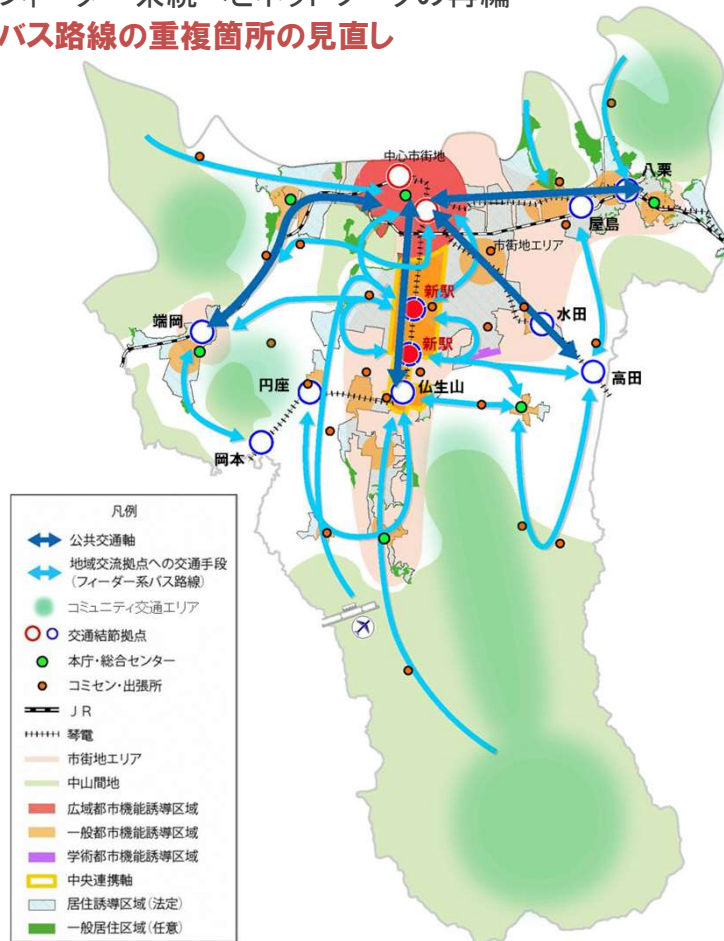 バス路線の重複箇所の見直し
中心市街地
八栗
屋島
市街地エリア
新駅
水田
端岡
新駅
円座
仏生山
高田
岡本
凡例
公共交通軸
地域交流拠点への交通手段
(フィーダー系バス路線)
コミュニティ交通エリア
交通結節拠点
本庁・総合センター
コミセン・出張所
ＪＲ
琴電
市街地エリア
中山間地
広域都市機能誘導区域
一般都市機能誘導区域
学術都市機能誘導区域
中央連携軸
居住誘導区域(法定)
一般居住区域(任意)